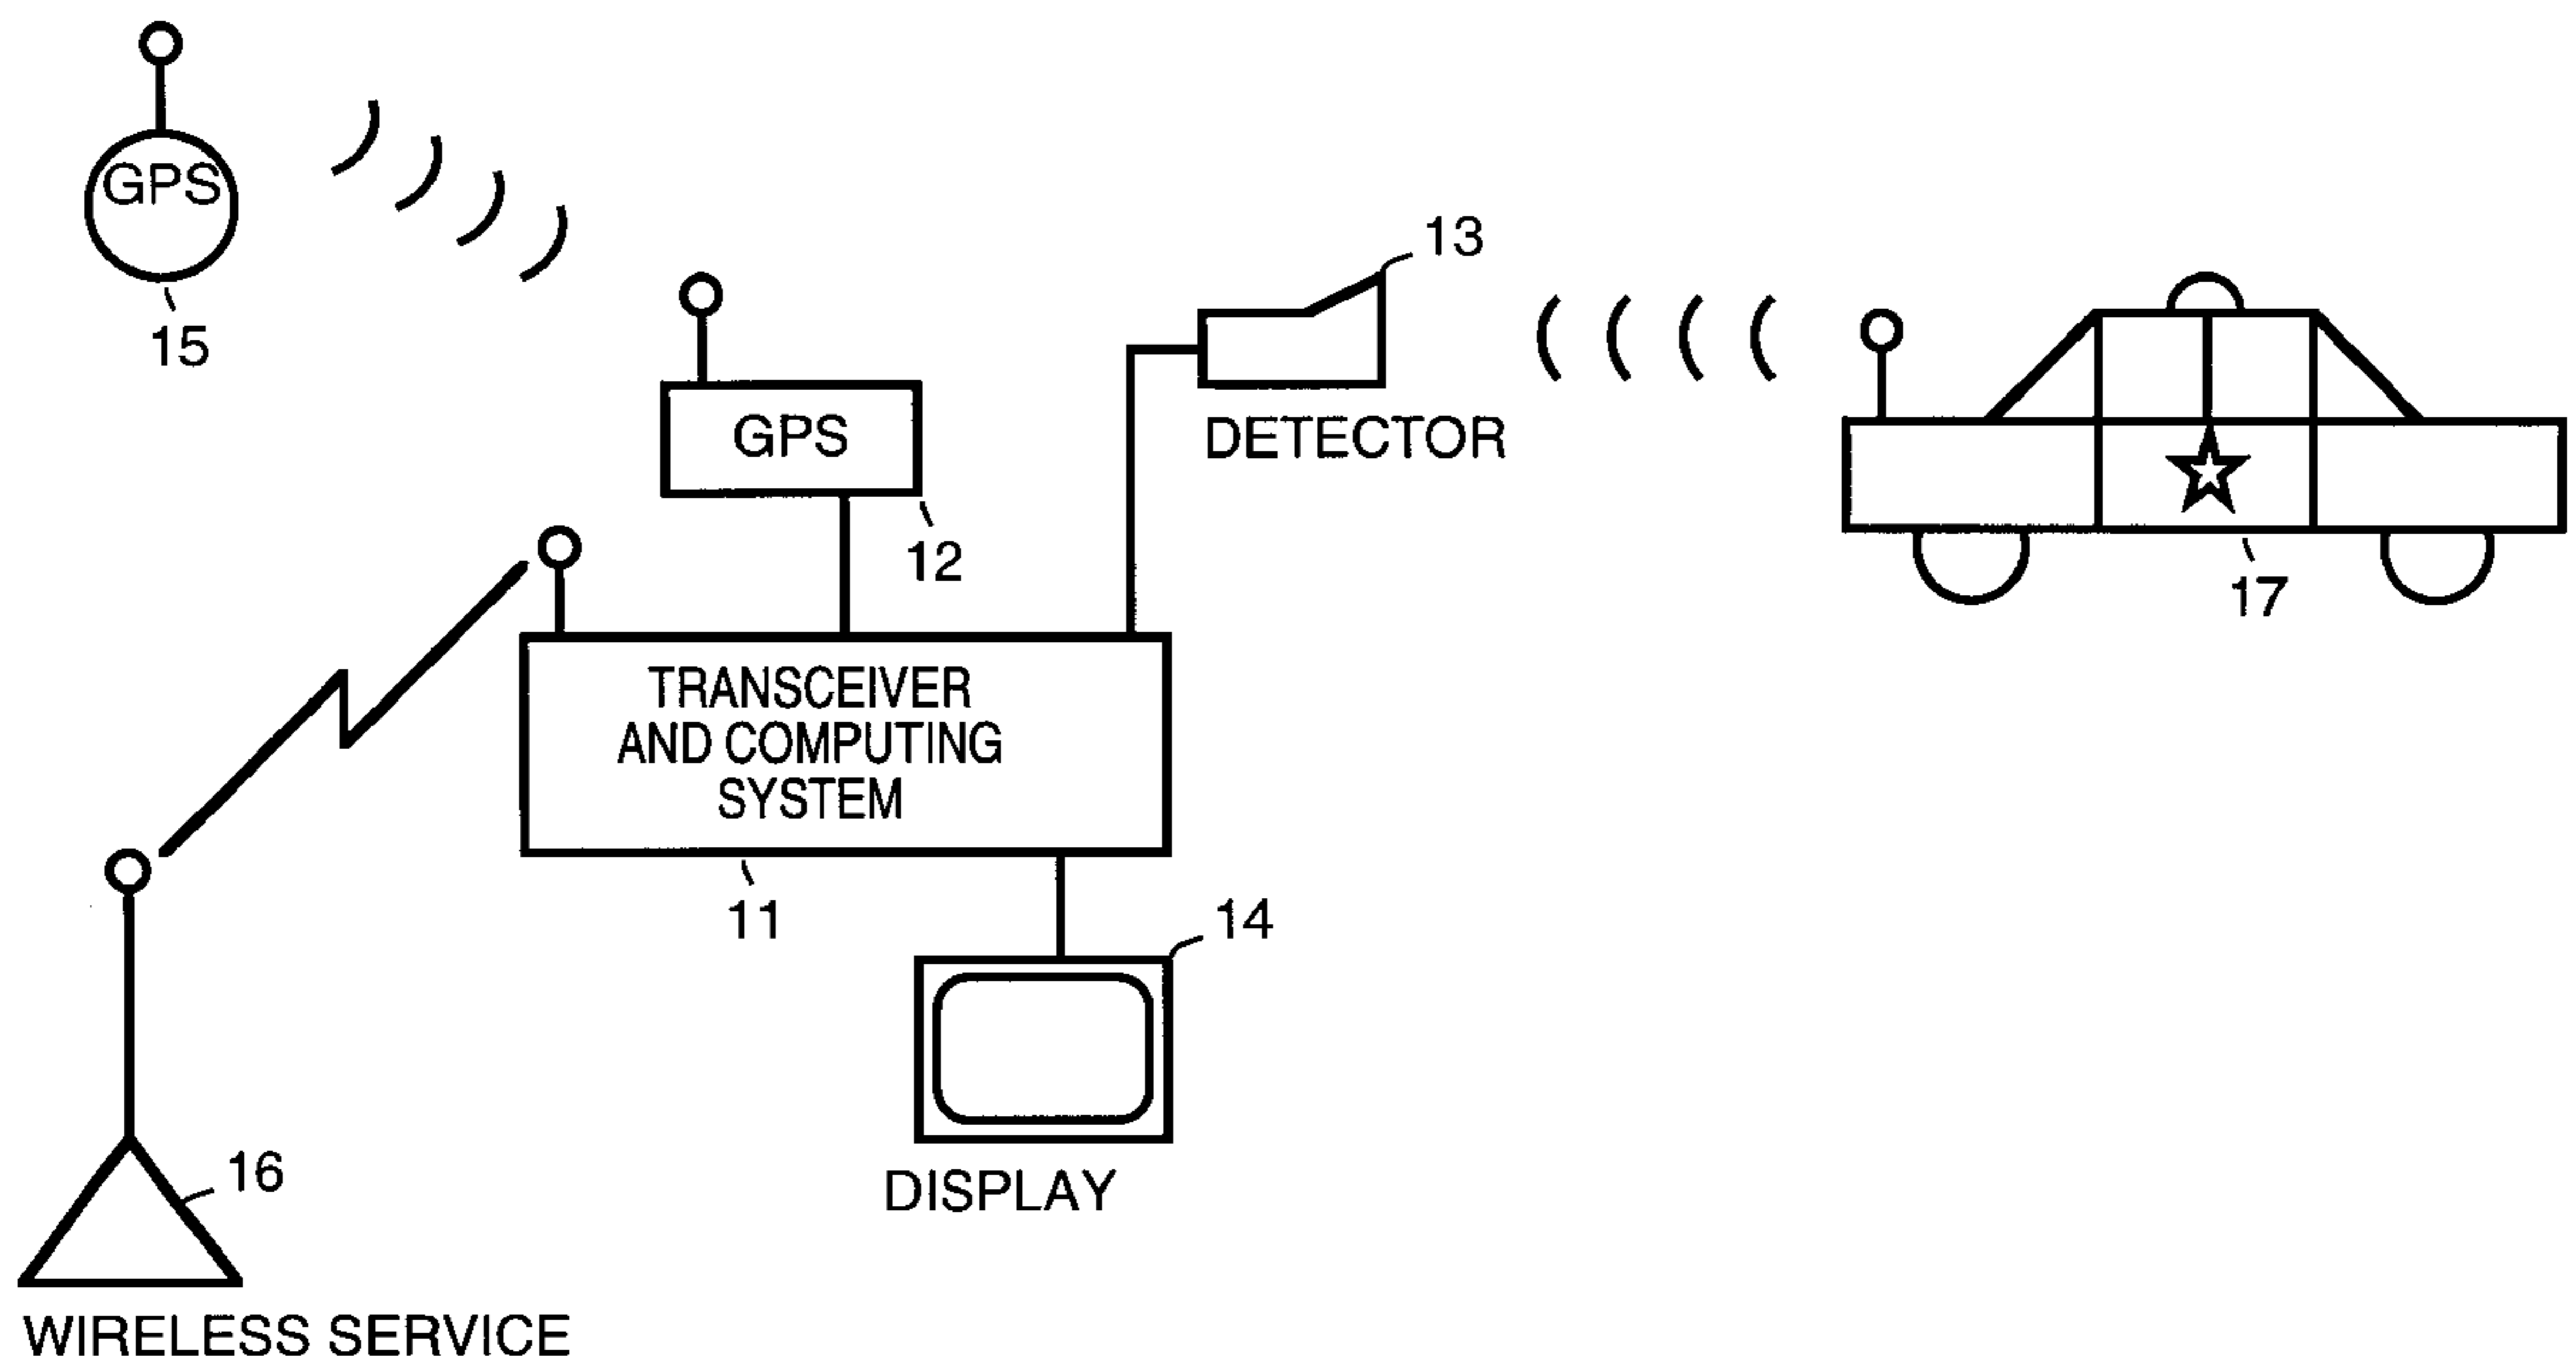 GPS
15
13
GPS
DETECTOR
12
17
TRANSCEIVER
AND COMPUTING
SYSTEM
11
14
16
DISPLAY
WIRELESS SERVICE